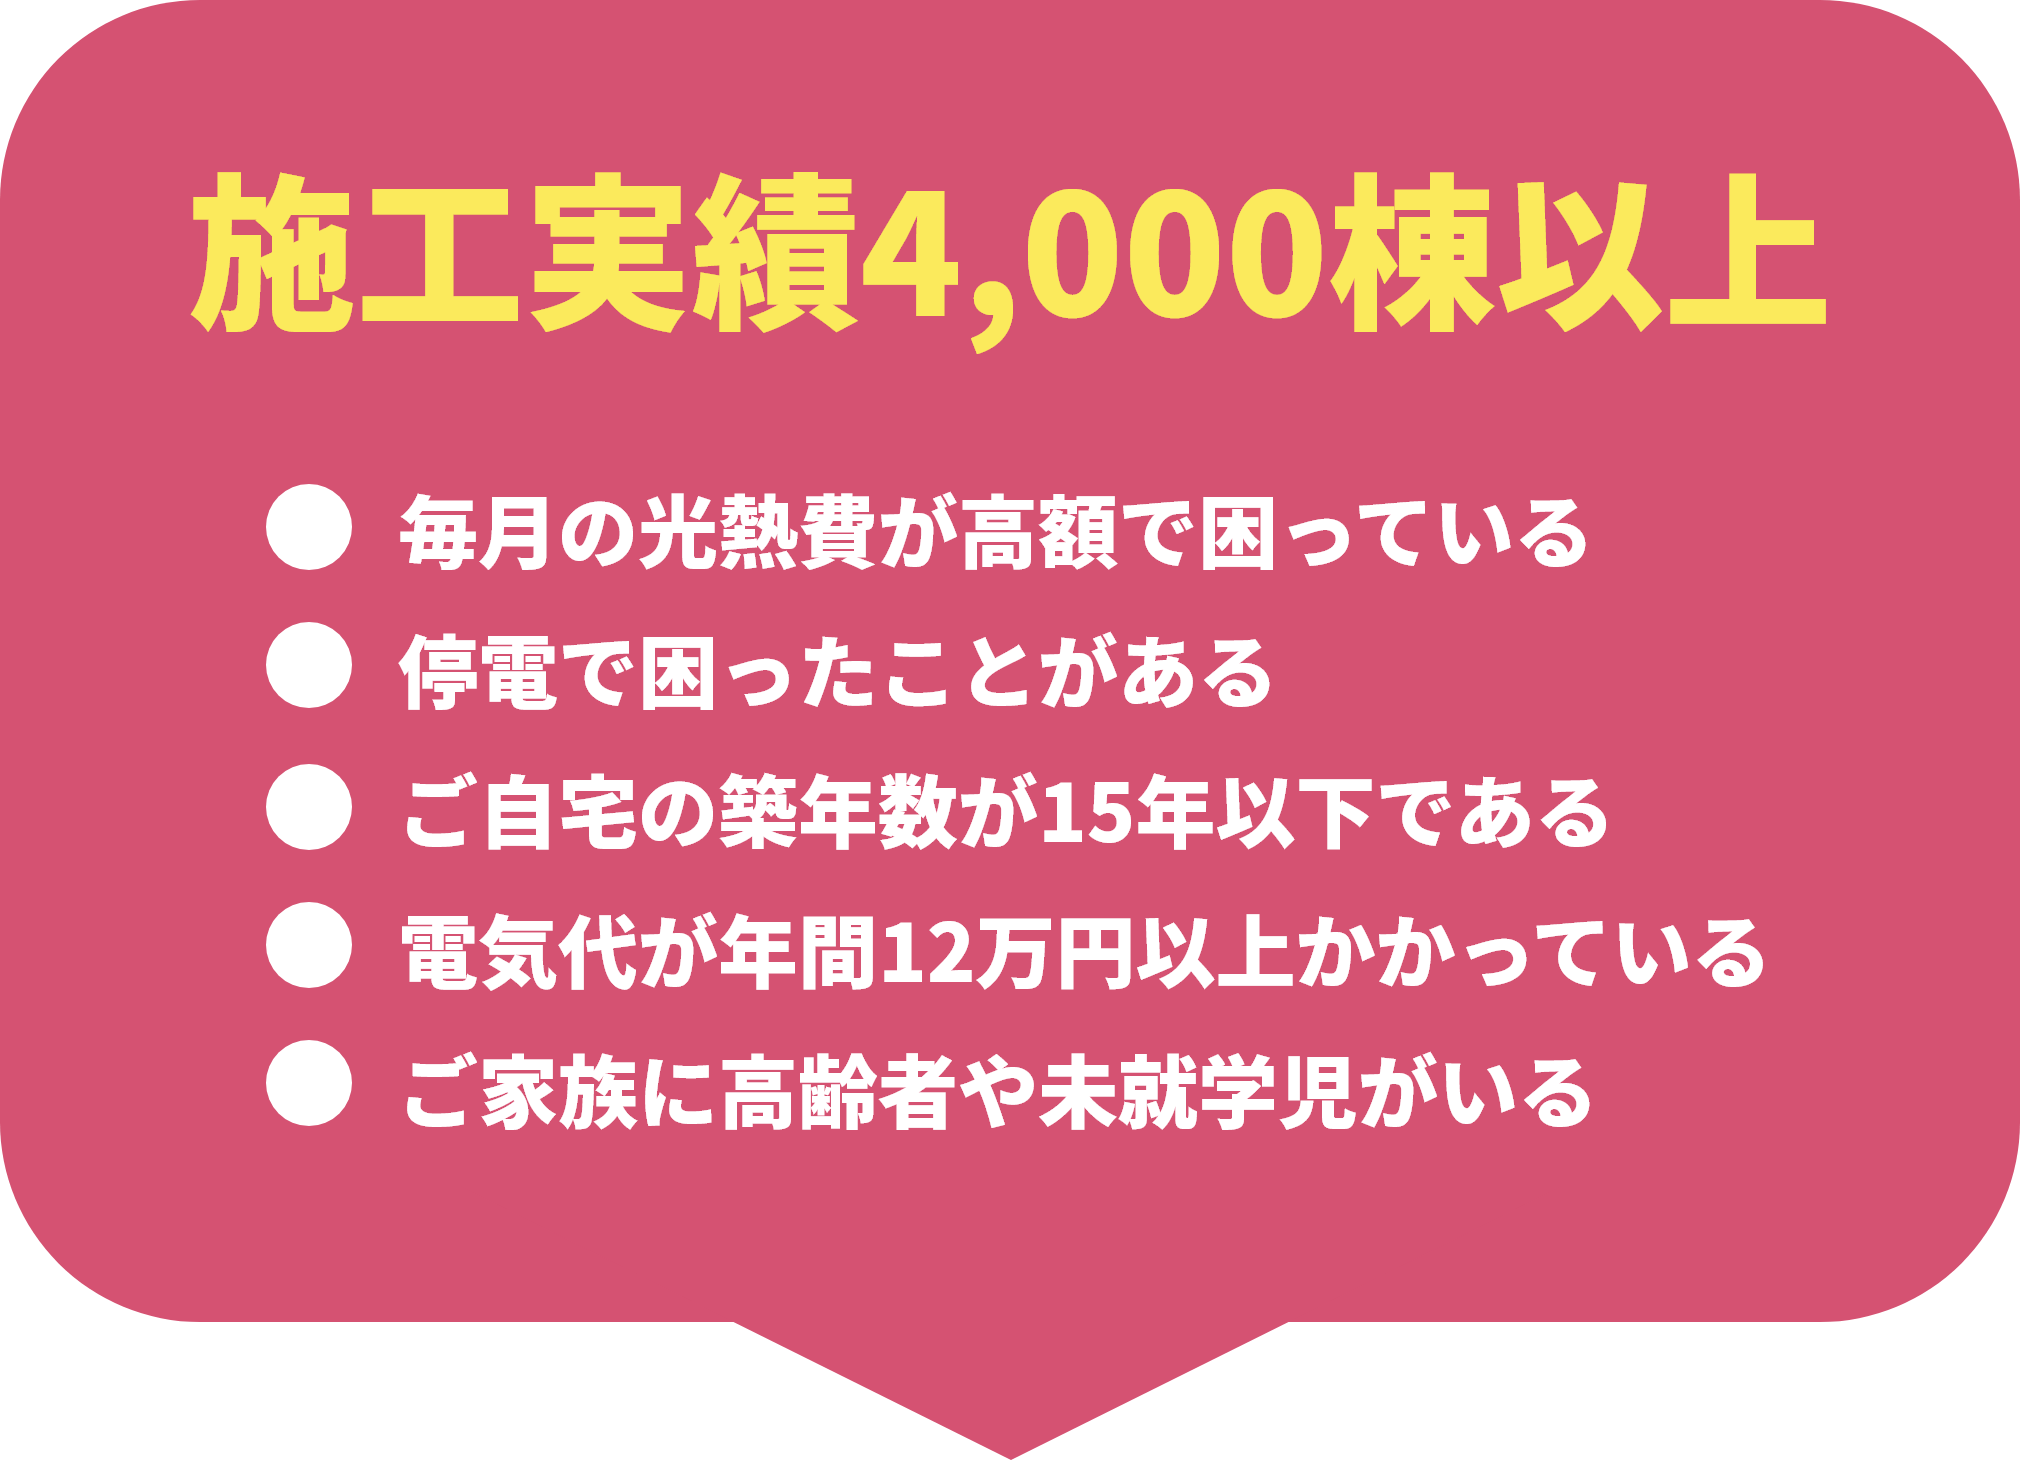 施工実績4,000棟以上
● 毎月の光熱費が高額で困っている
● 停電で困ったことがある
● ご自宅の築年数が15年以下である
● 電気代が年間12万円以上かかっている
● ご家族に高齢者や未就学児がいる